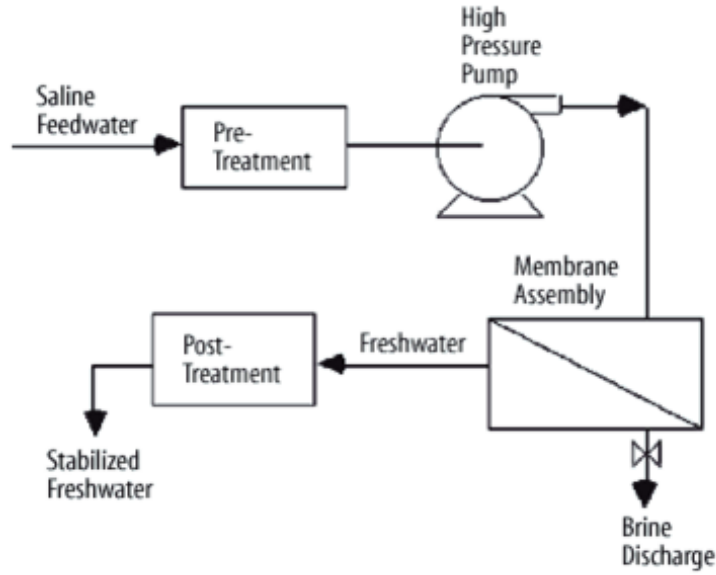 High
Pressure
Pump
Saline
Feedwater
Pre-
Treatment
Membrane
Assembly
Post-
Treatment
Freshwater
Stabilized
Freshwater
Brine
Discharge